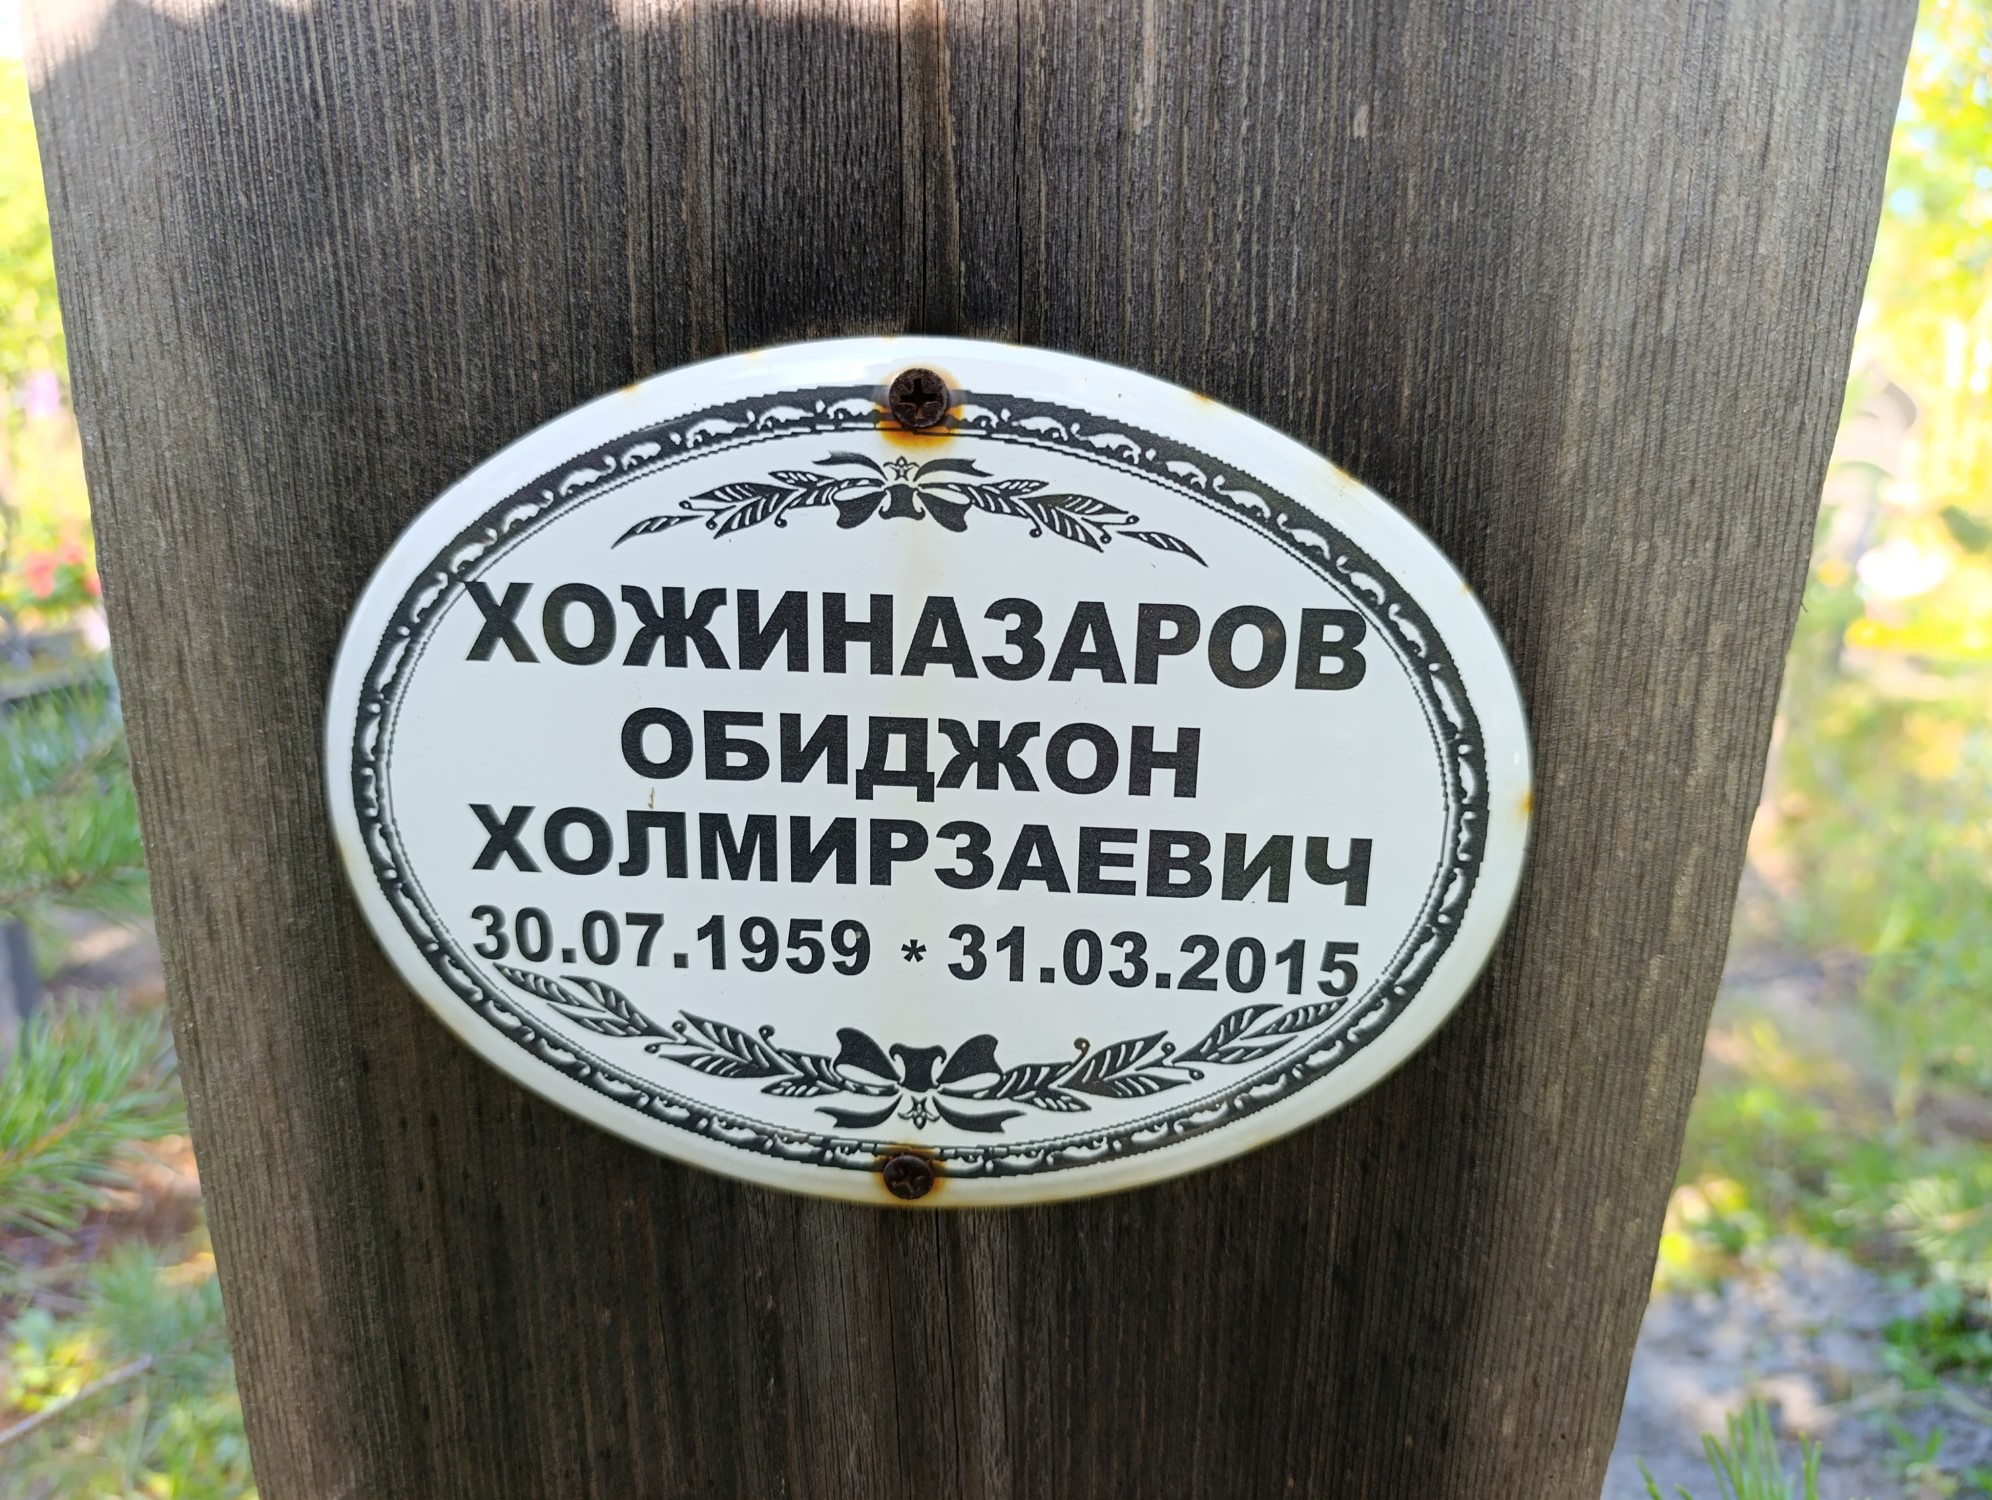 ХОЖИНАЗАРОВ
ОБИДЖОН
ХОЛМИРЗАЕВИЧ
30.07.1959 * 31.03.2015